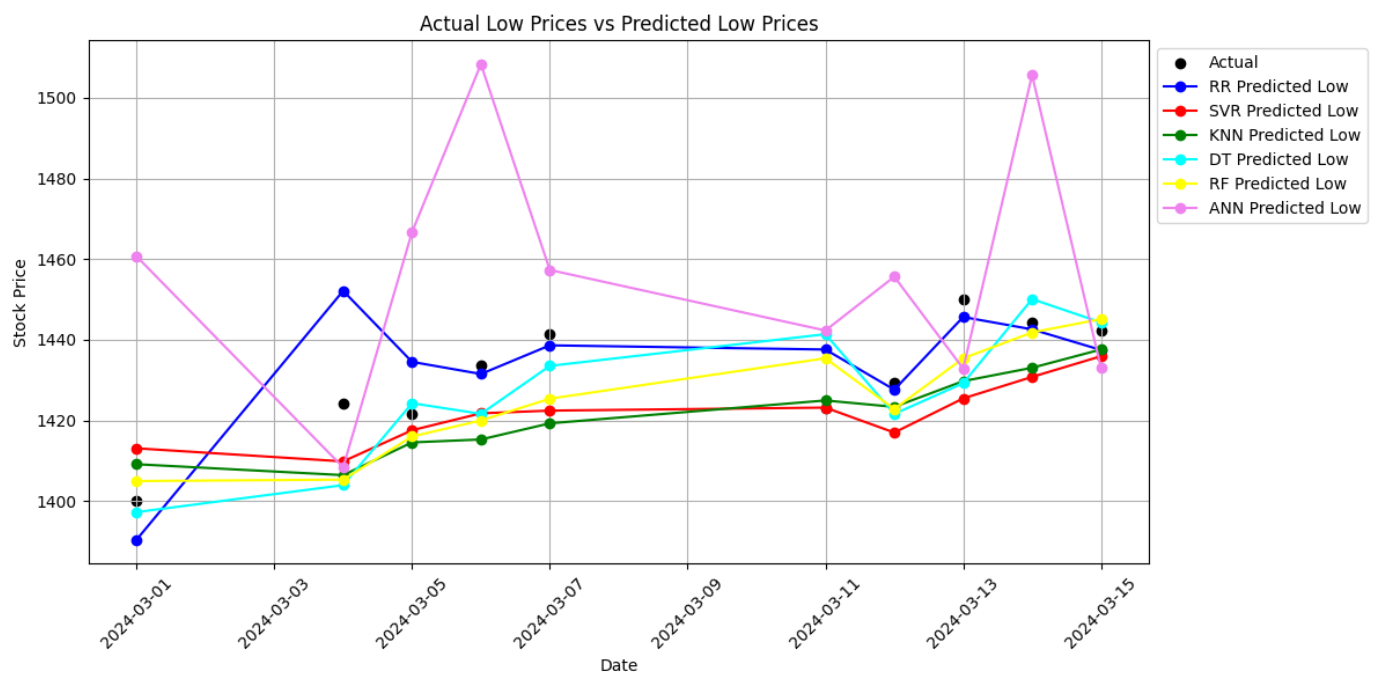 Actual Low Prices vs Predicted Low Prices
Stock Price
1500
1480
1460
1440
1420
1400
2024-03-01
2024-03-03
2024-03-05
2024-03-07
2024-03-09
2024-03-11
2024-03-13
2024-03-15
Date
Actual
RR Predicted Low
SVR Predicted Low
KNN Predicted Low
DT Predicted Low
RF Predicted Low
ANN Predicted Low